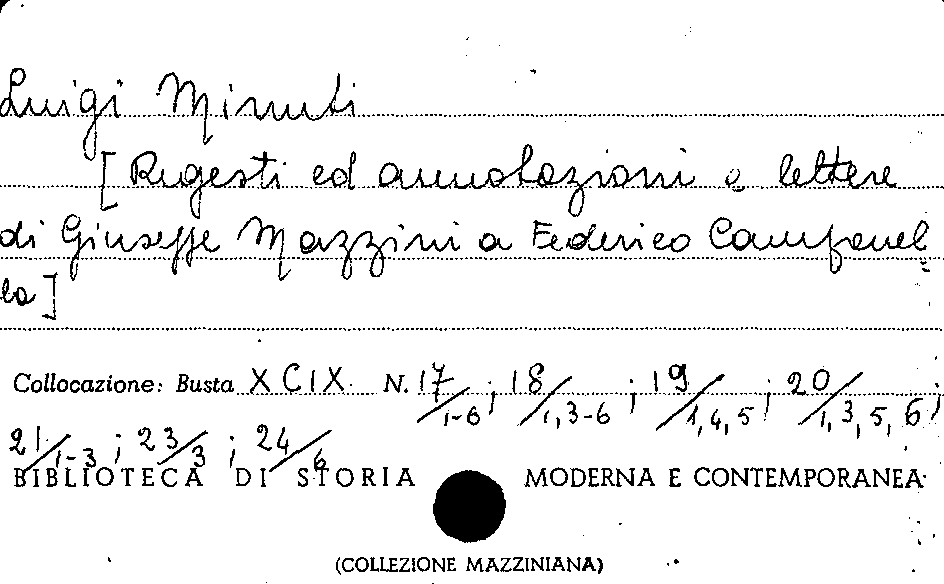 Luigi Minuti
[Regesti ed annotazioni a lettere
di Giuseppe Mazzini a Federico Campanel=
la]
Collocazione: Busta XCIX N. 17/1-6; 18/1,3-6; 19/1,4,5; 20/1,3,5,6;
21/1-3; 23/3; 24/6
BIBLIOTECA DI STORIA MODERNA E CONTEMPORANEA
(COLLEZIONE MAZZINIANA)